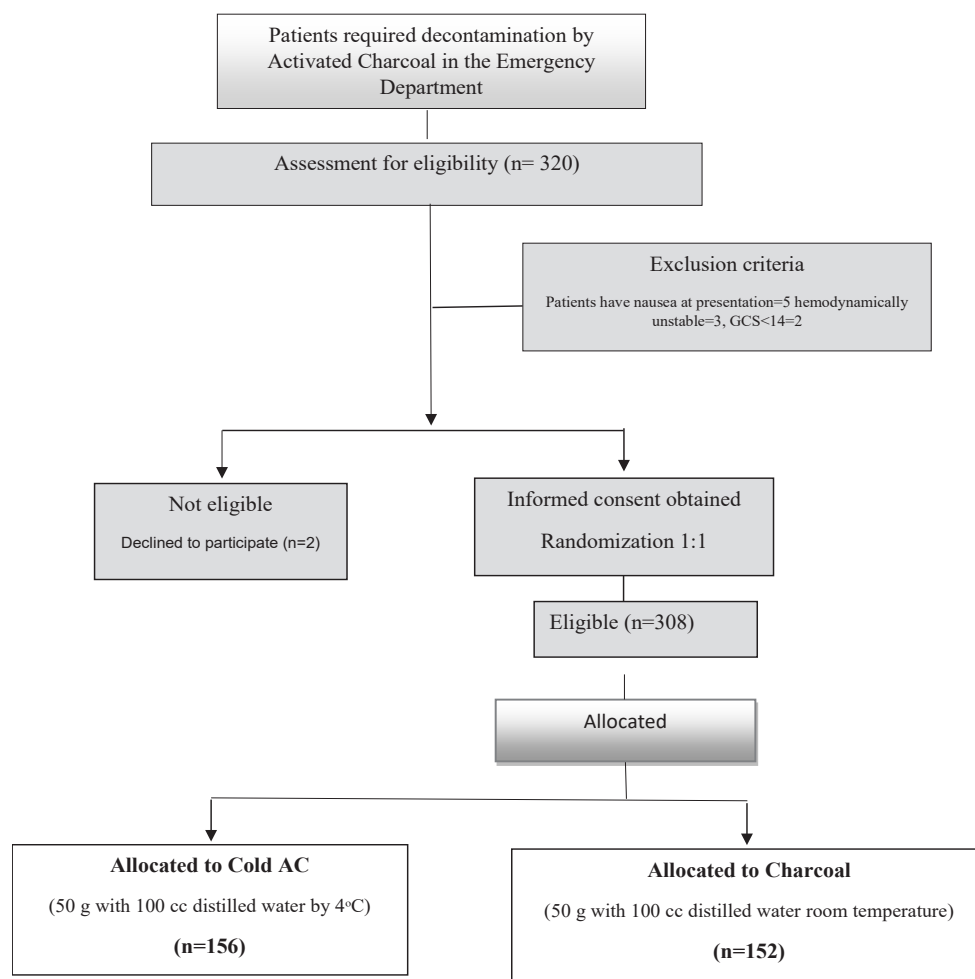 Patients required decontamination by
Activated Charcoal in the Emergency
Department
Assessment for eligibility (n= 320)
Exclusion criteria
Patients have nausea at presentation=5 hemodynamically
unstable=3, GCS<14=2
Not eligible
Declined to participate (n=2)
Informed consent obtained
Randomization 1:1
Eligible (n=308)
Allocated
Allocated to Cold AC
(50 g with 100 cc distilled water by 4°C)
(n=156)
Allocated to Charcoal
(50 g with 100 cc distilled water room temperature)
(n=152)